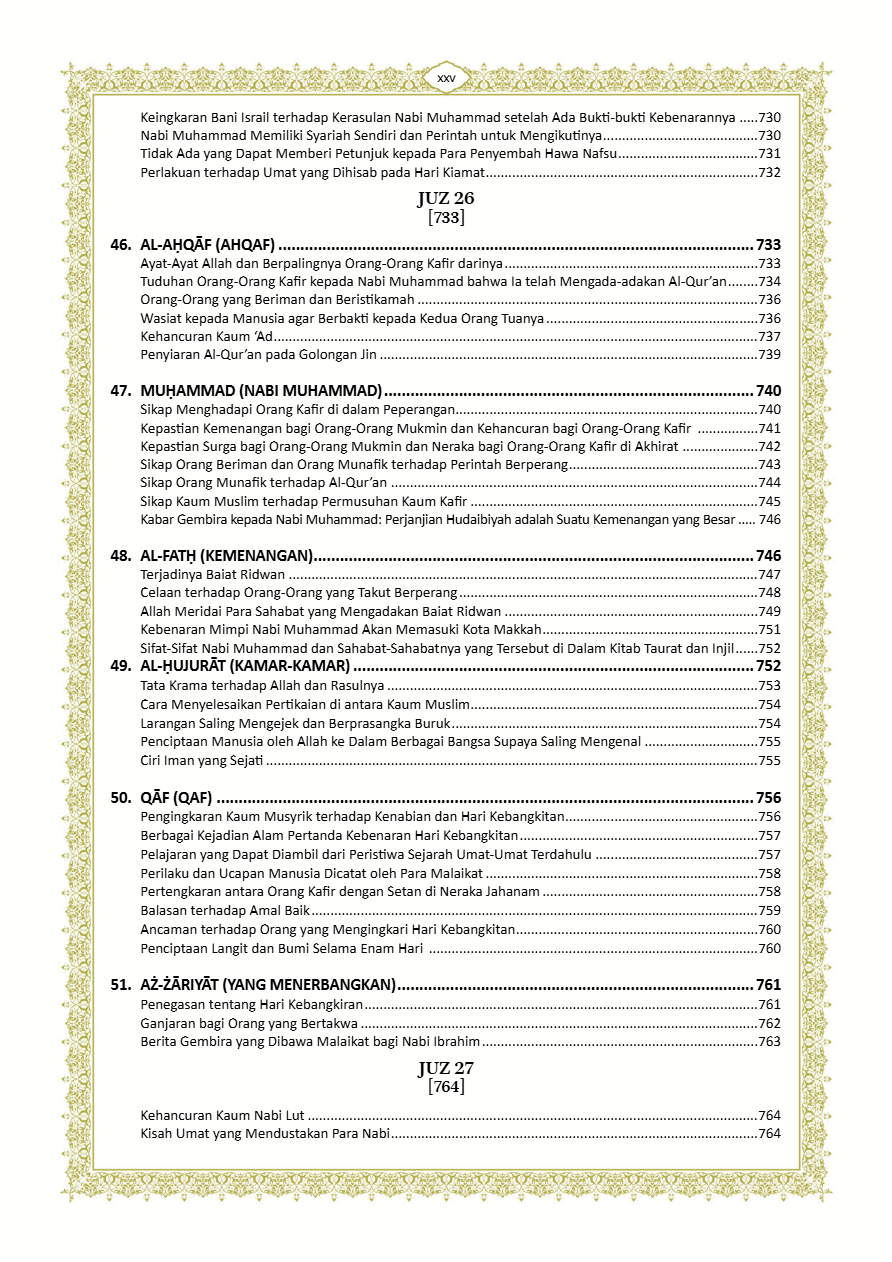 xxv
Keingkaran Bani Israil terhadap Kerasulan Nabi Muhammad setelah Ada Bukti-bukti Kebenarannya .....730
Nabi Muhammad Memiliki Syariah Sendiri dan Perintah untuk Mengikutinya.........................................730
Tidak Ada yang Dapat Memberi Petunjuk kepada Para Penyembah Hawa Nafsu.....................................731
Perlakuan terhadap Umat yang Dihisab pada Hari Kiamat........................................................................732
JUZ 26
[733]
46. AL-AḤQĀF (AHQAF) ............................................................................................................. 733
Ayat-Ayat Allah dan Berpalingnya Orang-Orang Kafir darinya...................................................................733
Tuduhan Orang-Orang Kafir kepada Nabi Muhammad bahwa Ia telah Mengada-adakan Al-Qur’an........734
Orang-Orang yang Beriman dan Beristikamah ..........................................................................................736
Wasiat kepada Manusia agar Berbakti kepada Kedua Orang Tuanya ........................................................736
Kehancuran Kaum ‘Ad................................................................................................................................737
Penyiaran Al-Qur’an pada Golongan Jin ....................................................................................................739
47. MUḤAMMAD (NABI MUHAMMAD)..................................................................................... 740
Sikap Menghadapi Orang Kafir di dalam Peperangan................................................................................740
Kepastian Kemenangan bagi Orang-Orang Mukmin dan Kehancuran bagi Orang-Orang Kafir ................741
Kepastian Surga bagi Orang-Orang Mukmin dan Neraka bagi Orang-Orang Kafir di Akhirat ....................742
Sikap Orang Beriman dan Orang Munafik terhadap Perintah Berperang..................................................743
Sikap Orang Munafik terhadap Al-Qur’an .................................................................................................744
Sikap Kaum Muslim terhadap Permusuhan Kaum Kafir ............................................................................745
Kabar Gembira kepada Nabi Muhammad: Perjanjian Hudaibiyah adalah Suatu Kemenangan yang Besar ..... 746
48. AL-FATḤ (KEMENANGAN).................................................................................................... 746
Terjadinya Baiat Ridwan ............................................................................................................................747
Celaan terhadap Orang-Orang yang Takut Berperang...............................................................................748
Allah Meridai Para Sahabat yang Mengadakan Baiat Ridwan ...................................................................749
Kebenaran Mimpi Nabi Muhammad Akan Memasuki Kota Makkah.........................................................751
Sifat-Sifat Nabi Muhammad dan Sahabat-Sahabatnya yang Tersebut di Dalam Kitab Taurat dan Injil......752
49. AL-ḤUJURĀT (KAMAR-KAMAR) ........................................................................................... 752
Tata Krama terhadap Allah dan Rasulnya ..................................................................................................753
Cara Menyelesaikan Pertikaian di antara Kaum Muslim............................................................................754
Larangan Saling Mengejek dan Berprasangka Buruk.................................................................................754
Penciptaan Manusia oleh Allah ke Dalam Berbagai Bangsa Supaya Saling Mengenal ..............................755
Ciri Iman yang Sejati ..................................................................................................................................755
50. QĀF (QAF) .......................................................................................................................... 756
Pengingkaran Kaum Musyrik terhadap Kenabian dan Hari Kebangkitan...................................................756
Berbagai Kejadian Alam Pertanda Kebenaran Hari Kebangkitan...............................................................757
Pelajaran yang Dapat Diambil dari Peristiwa Sejarah Umat-Umat Terdahulu ...........................................757
Perilaku dan Ucapan Manusia Dicatat oleh Para Malaikat ........................................................................758
Pertengkaran antara Orang Kafir dengan Setan di Neraka Jahanam .........................................................758
Balasan terhadap Amal Baik......................................................................................................................759
Ancaman terhadap Orang yang Mengingkari Hari Kebangkitan................................................................760
Penciptaan Langit dan Bumi Selama Enam Hari .......................................................................................760
51. AŻ-ŻĀRIYĀT (YANG MENERBANGKAN)................................................................................. 761
Penegasan tentang Hari Kebangkiran........................................................................................................761
Ganjaran bagi Orang yang Bertakwa .........................................................................................................762
Berita Gembira yang Dibawa Malaikat bagi Nabi Ibrahim.........................................................................763
JUZ 27
[764]
Kehancuran Kaum Nabi Lut .......................................................................................................................764
Kisah Umat yang Mendustakan Para Nabi.................................................................................................764